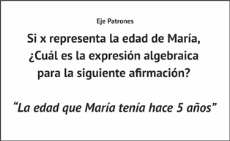 Eje Patrones
Si x representa la edad de María,
¿Cuál es la expresión algebraica
para la siguiente afirmación?
“La edad que María tenía hace 5 años”